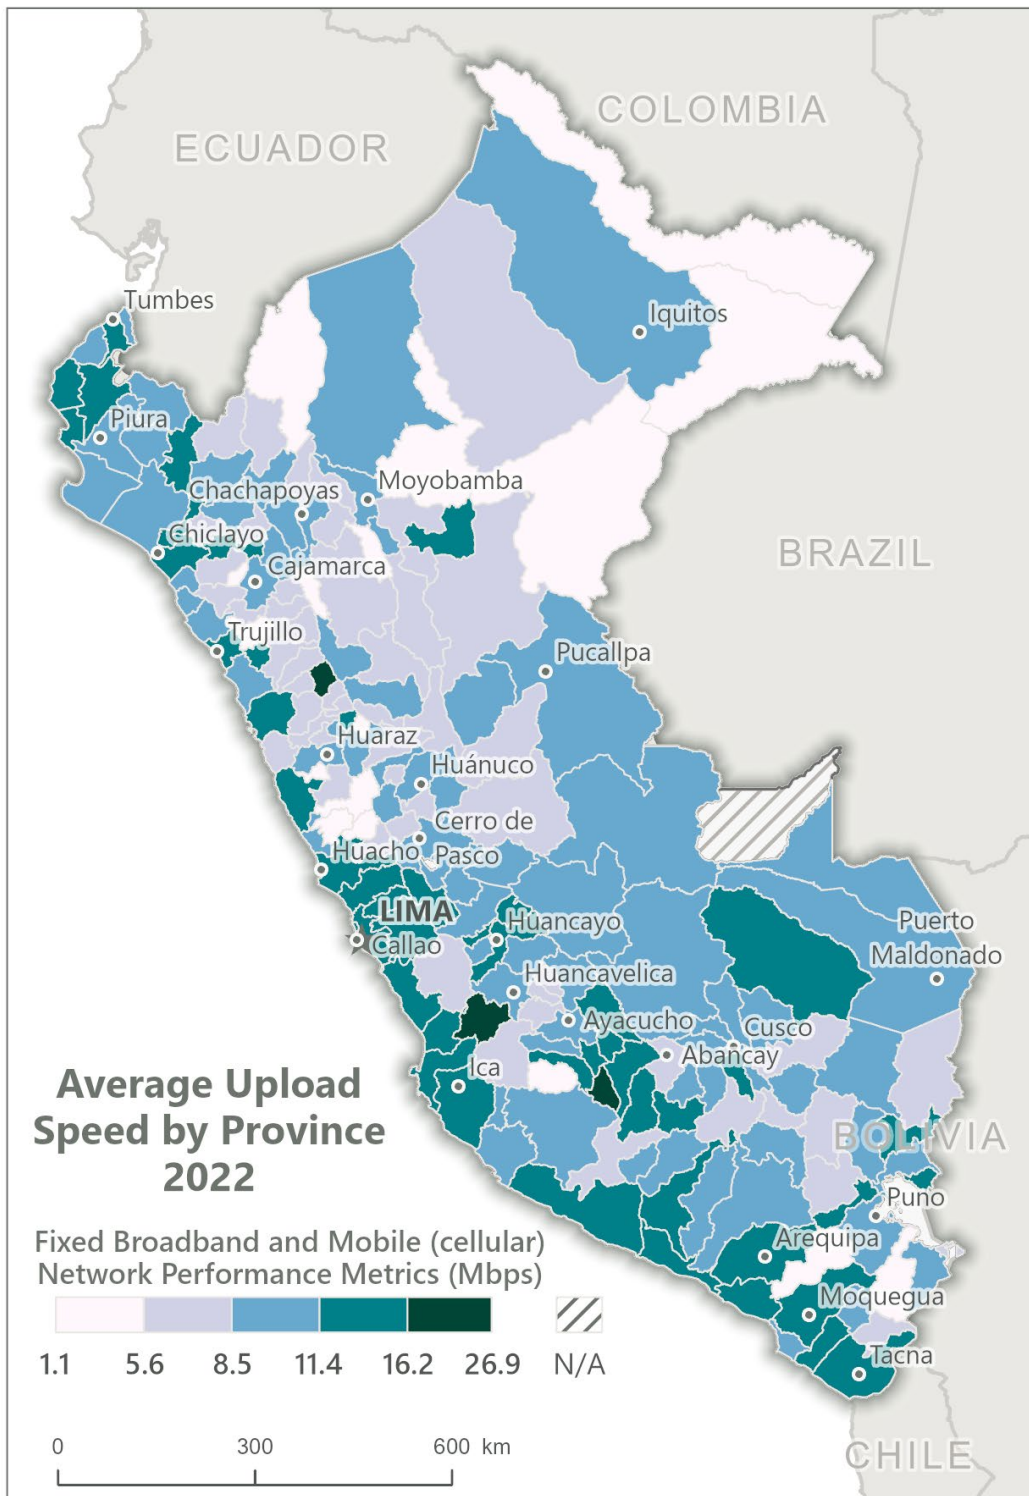 COLOMBIA
ECUADOR
Tumbes
Iquitos
Piura
Moyobamba
Chachapoyas
Chiclayo
BRAZIL
Cajamarca
Trujillo
Pucallpa
Huaraz
Huánuco
Cerro de
Pasco
Huacho
LIMA
Callao
Huancayo
Puerto
Maldonado
Huancavelica
Ayacucho
Cusco
Abancay
Ica
Average Upload
Speed by Province
2022
BOLIVIA
Puno
Arequipa
Fixed Broadband and Mobile (cellular)
Network Performance Metrics (Mbps)
Moquegua
1.1 5.6 8.5 11.4 16.2 26.9 N/A
Tacna
0 300 600 km
CHILE